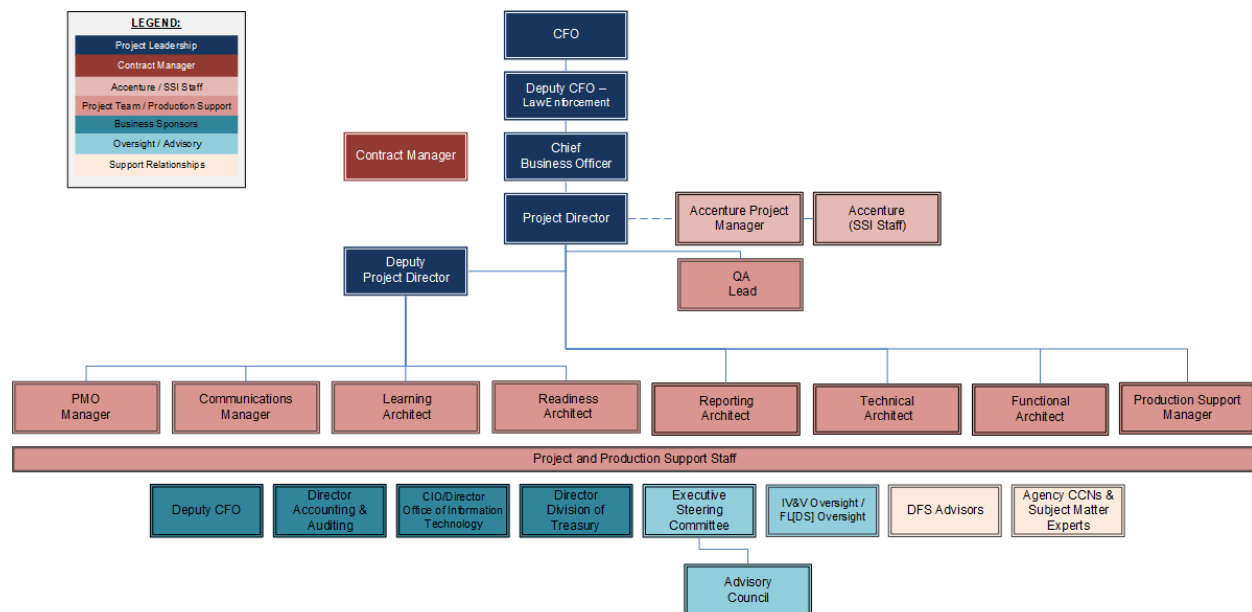 LEGEND:
Project Leadership
Contract Manager
Accenture / SSI Staff
Project Team / Production Support
Business Sponsors
Oversight / Advisory
Support Relationships
CFO
Deputy CFO –
Law Enforcement
Contract Manager
Chief
Business Officer
Project Director
Accenture Project
Manager
Accenture
(SSI Staff)
Deputy
Project Director
QA
Lead
PMO
Manager
Communications
Manager
Learning
Architect
Readiness
Architect
Reporting
Architect
Technical
Architect
Functional
Architect
Production Support
Manager
Project and Production Support Staff
Deputy CFO
Director
Accounting &
Auditing
CIO/Director
Office of Information
Technology
Director
Division of
Treasury
Executive
Steering
Committee
IV&V Oversight /
FL[DS] Oversight
DFS Advisors
Agency CCNs &
Subject Matter
Experts
Advisory
Council